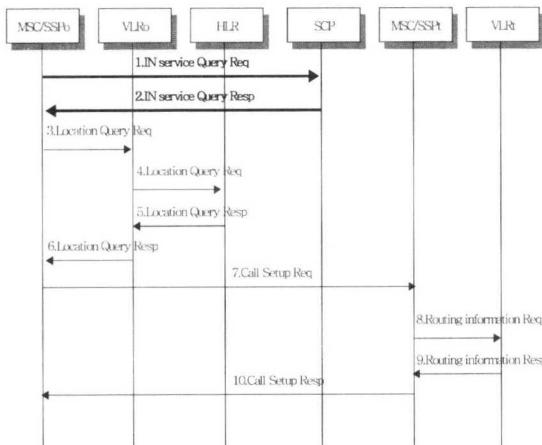 MSC/SSPo VLRo HLR SCP MSC/SSPt VLRt
1.IN service Query Req
2.IN service Query Resp
3.Location Query Req
4.Location Query Req
5.Location Query Resp
6.Location Query Resp
7.Call Setup Req
8.Routing information Req
9.Routing information Res
10.Call Setup Resp